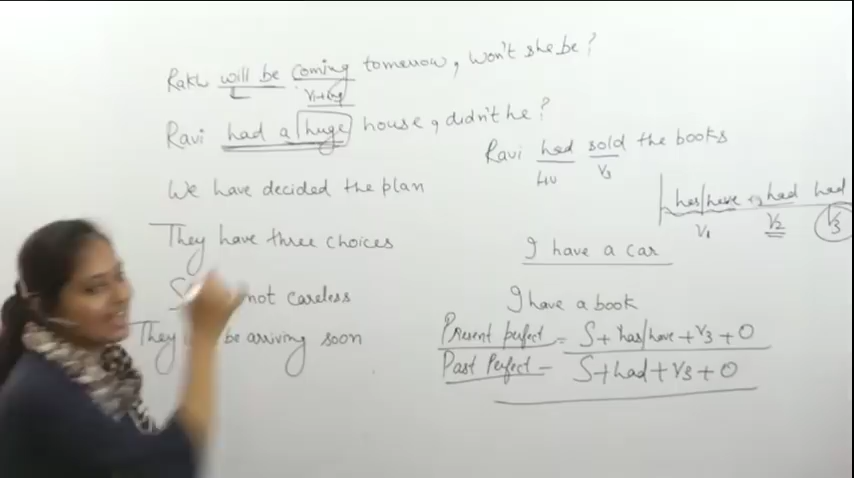 Rakhi will be coming tomorrow, won't she be?
V1+ing
Ravi had a huge house, didn't he?
Ravi had sold the books
HV V3
We have decided the plan
has/have had had
V1 V2 V3
They have three choices
I have a car
not careless
I have a book
They be arriving soon
Present perfect = S+has/have+V3+O
Past Perfect - S+had+V3+O